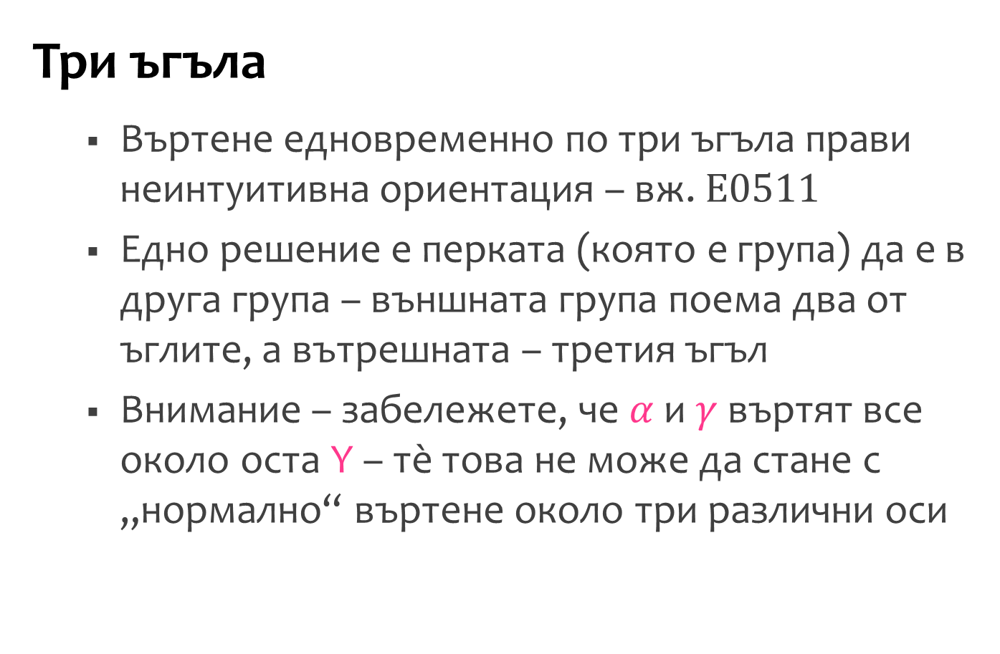 Три ъгъла
▪ Въртене едновременно по три ъгъла прави
неинтуитивна ориентация – вж. E0511
▪ Едно решение е перката (която е група) да е в
друга група – външната група поема два от
ъглите, а вътрешната – третия ъгъл
▪ Внимание – забележете, че α и γ въртят все
около оста Y – тѐ това не може да стане с
„нормално“ въртене около три различни оси